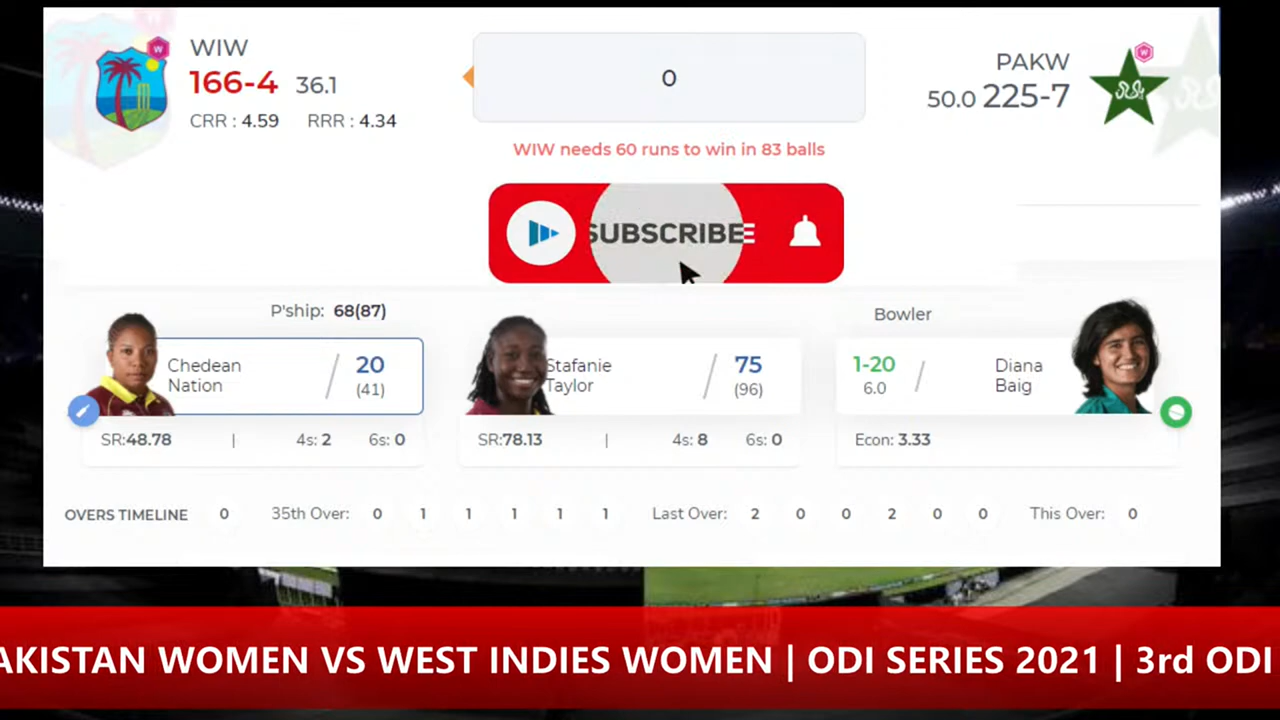 WIW
166-4 36.1
CRR : 4.59 RRR : 4.34
0
PAKW
50.0 225-7
WIW needs 60 runs to win in 83 balls
SUBSCRIBE
P'ship: 68(87)
Bowler
Chedean
Nation
20
(41)
SR:48.78 | 4s: 2 6s: 0
Stafanie
Taylor
75
(96)
SR:78.13 | 4s: 8 6s: 0
1-20
6.0
Diana
Baig
Econ: 3.33
OVERS TIMELINE 0 35th Over: 0 1 1 1 1 1 Last Over: 2 0 0 2 0 0 This Over: 0
AKISTAN WOMEN VS WEST INDIES WOMEN | ODI SERIES 2021 | 3rd ODI